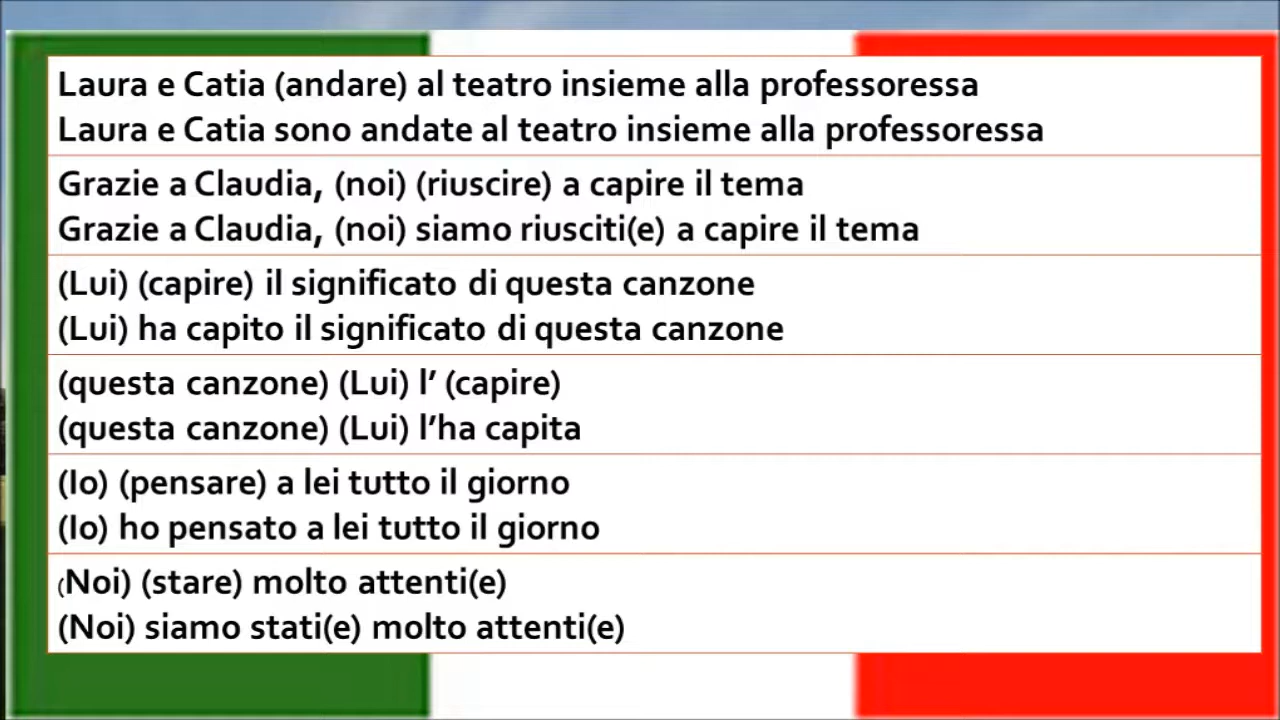 Laura e Catia (andare) al teatro insieme alla professoressa
Laura e Catia sono andate al teatro insieme alla professoressa
Grazie a Claudia, (noi) (riuscire) a capire il tema
Grazie a Claudia, (noi) siamo riusciti(e) a capire il tema
(Lui) (capire) il significato di questa canzone
(Lui) ha capito il significato di questa canzone
(questa canzone) (Lui) l’ (capire)
(questa canzone) (Lui) l’ha capita
(Io) (pensare) a lei tutto il giorno
(Io) ho pensato a lei tutto il giorno
(Noi) (stare) molto attenti(e)
(Noi) siamo stati(e) molto attenti(e)